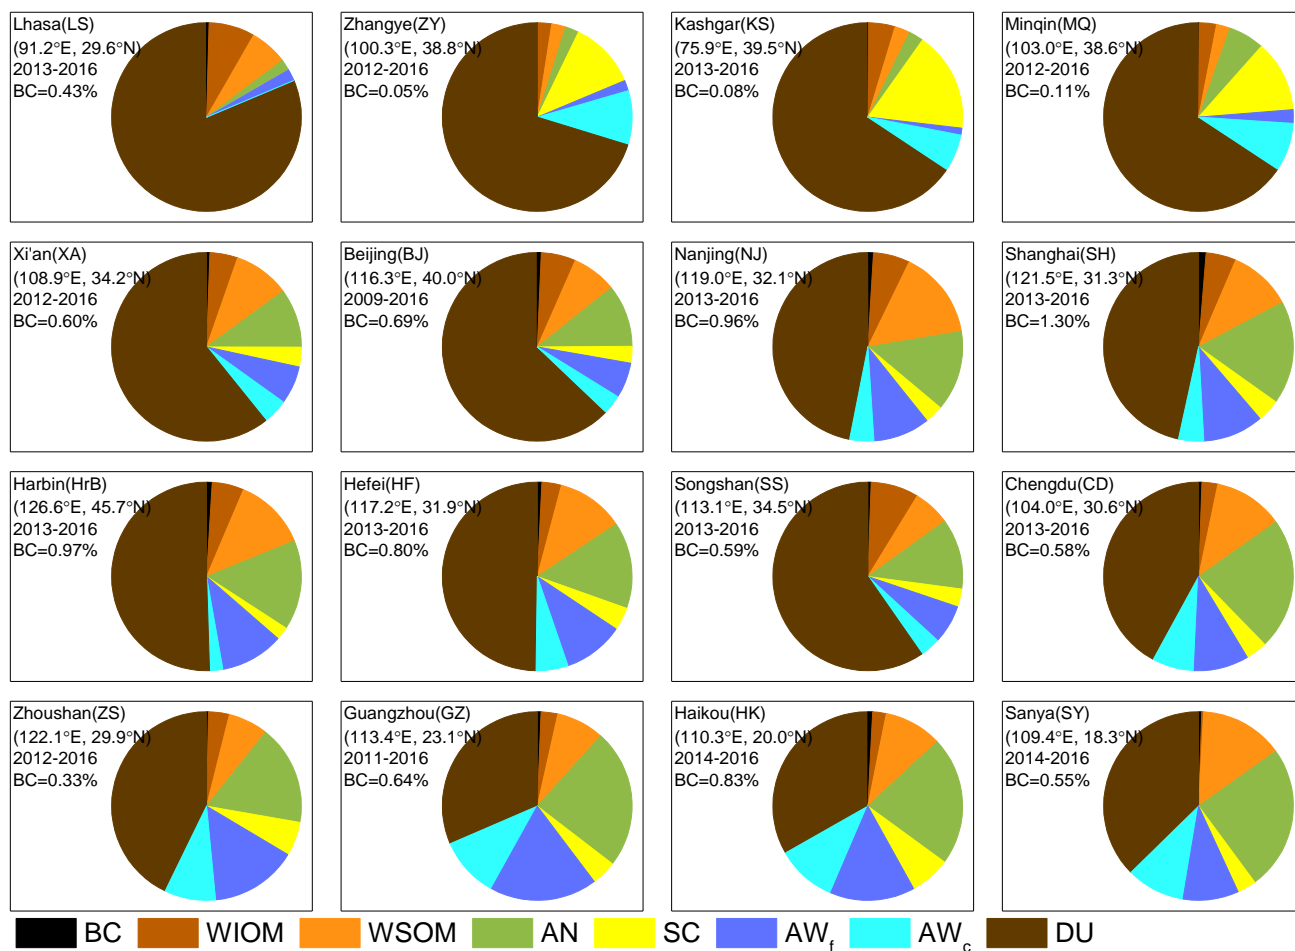 Lhasa(LS)
(91.2°E, 29.6°N)
2013-2016
BC=0.43%
Zhangye(ZY)
(100.3°E, 38.8°N)
2012-2016
BC=0.05%
Kashgar(KS)
(75.9°E, 39.5°N)
2013-2016
BC=0.08%
Minqin(MQ)
(103.0°E, 38.6°N)
2012-2016
BC=0.11%
Xi'an(XA)
(108.9°E, 34.2°N)
2012-2016
BC=0.60%
Beijing(BJ)
(116.3°E, 40.0°N)
2009-2016
BC=0.69%
Nanjing(NJ)
(119.0°E, 32.1°N)
2013-2016
BC=0.96%
Shanghai(SH)
(121.5°E, 31.3°N)
2013-2016
BC=1.30%
Harbin(HrB)
(126.6°E, 45.7°N)
2013-2016
BC=0.97%
Hefei(HF)
(117.2°E, 31.9°N)
2013-2016
BC=0.80%
Songshan(SS)
(113.1°E, 34.5°N)
2013-2016
BC=0.59%
Chengdu(CD)
(104.0°E, 30.6°N)
2013-2016
BC=0.58%
Zhoushan(ZS)
(122.1°E, 29.9°N)
2012-2016
BC=0.33%
Guangzhou(GZ)
(113.4°E, 23.1°N)
2011-2016
BC=0.64%
Haikou(HK)
(110.3°E, 20.0°N)
2014-2016
BC=0.83%
Sanya(SY)
(109.4°E, 18.3°N)
2014-2016
BC=0.55%
BC WIOM WSOM AN SC AWf AWc DU